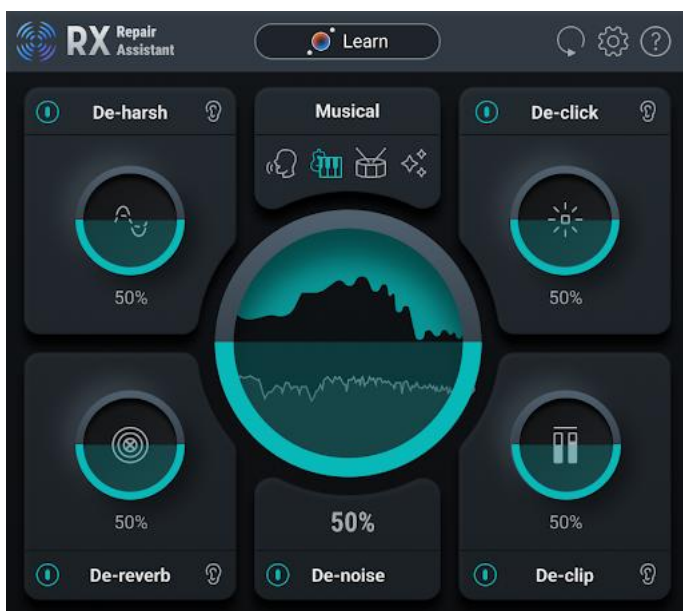 RX Repair
Assistant
Learn
?
De-harsh
Musical
De-click
50%
50%
50%
50%
50%
De-reverb
De-noise
De-clip